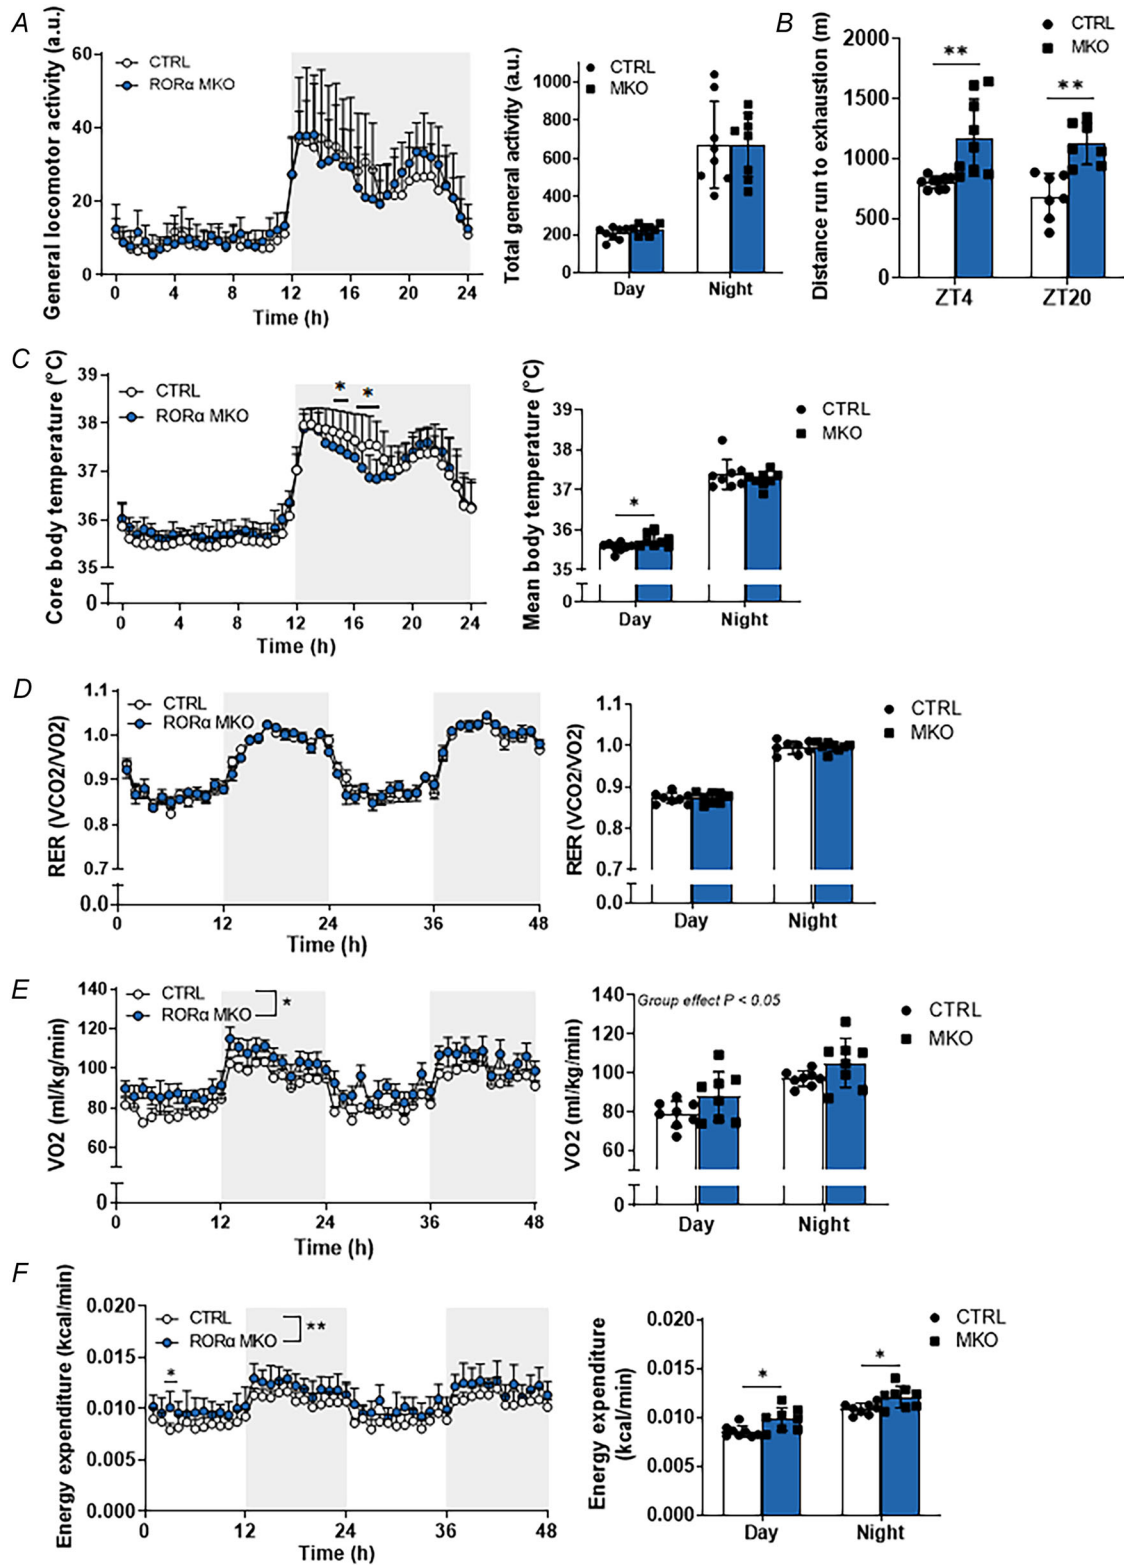 A
General locomotor activity (a.u.)
60
40
20
0
CTRL
RORα MKO
0 4 8 12 16 20 24
Time (h)
Total general activity (a.u.)
1000
800
600
400
200
0
CTRL
MKO
Day Night
B
Distance run to exhaustion (m)
2000
1500
1000
500
0
CTRL
MKO
**
**
ZT4 ZT20
C
Core body temperature (°C)
39
38
37
36
35
0
CTRL
RORα MKO
* *
0 4 8 12 16 20 24
Time (h)
Mean body temperature (°C)
39
38
37
36
35
0
CTRL
MKO
*
Day Night
D
RER (VCO2/VO2)
1.1
1.0
0.9
0.8
0.7
0.0
CTRL
RORα MKO
0 12 24 36 48
Time (h)
RER (VCO2/VO2)
1.1
1.0
0.9
0.8
0.7
0.0
CTRL
MKO
Day Night
E
VO2 (ml/kg/min)
140
120
100
80
60
0
CTRL
RORα MKO
*
0 12 24 36 48
Time (h)
VO2 (ml/kg/min)
140
120
100
80
60
0
Group effect P < 0.05
CTRL
MKO
Day Night
F
Energy expenditure (kcal/min)
0.020
0.015
0.010
0.005
0.000
CTRL
RORα MKO
**
*
0 12 24 36 48
Time (h)
Energy expenditure
(kcal/min)
0.020
0.015
0.010
0.005
0.000
CTRL
MKO
* *
Day Night